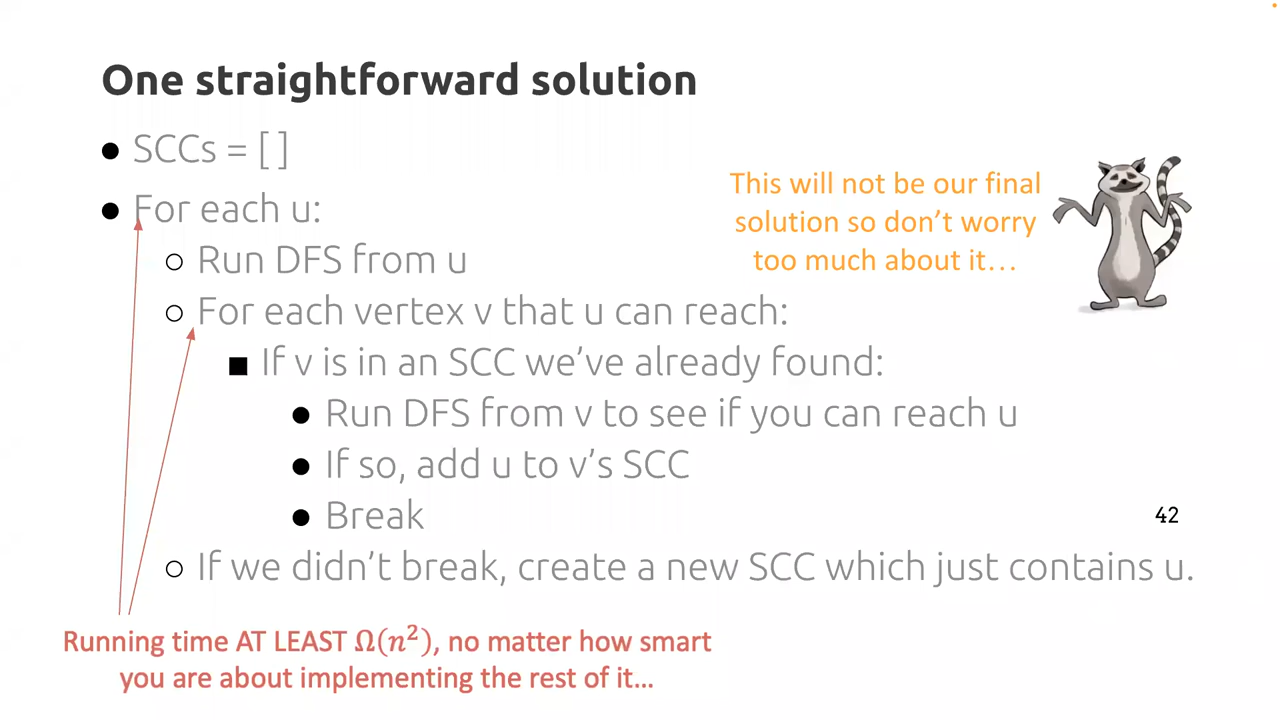 One straightforward solution
● SCCs = [ ]
● For each u:
○ Run DFS from u
○ For each vertex v that u can reach:
■ If v is in an SCC we’ve already found:
● Run DFS from v to see if you can reach u
● If so, add u to v’s SCC
● Break
○ If we didn’t break, create a new SCC which just contains u.
This will not be our final
solution so don’t worry
too much about it…
42
Running time AT LEAST Ω(n²), no matter how smart
you are about implementing the rest of it…